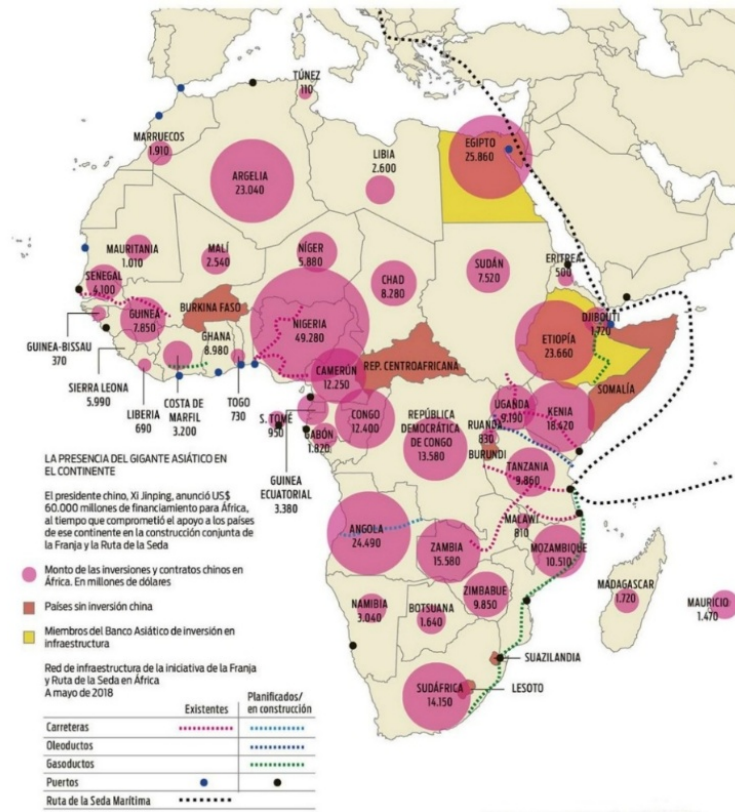 TÚNEZ
110
MARRUECOS
1.910
ARGELIA
23.040
LIBIA
2.600
EGIPTO
25.860
MAURITANIA
1.010
MALÍ
2.540
NÍGER
5.880
CHAD
8.280
SUDÁN
7.520
ERITREA
500
SENEGAL
4.100
GUINEA
7.850
BURKINA FASO
GHANA
8.980
NIGERIA
49.280
DJIBOUTI
1.720
ETIOPÍA
23.660
SOMALÍA
GUINEA-BISSAU
370
SIERRA LEONA
5.990
LIBERIA
690
COSTA DE
MARFIL
3.200
TOGO
730
CAMERÚN
12.250
REP. CENTROAFRICANA
S. TOMÉ
950
GABÓN
1.820
GUINEA
ECUATORIAL
3.380
CONGO
12.400
REPÚBLICA
DEMOCRÁTICA
DE CONGO
13.580
UGANDA
9.190
KENIA
18.420
RUANDA
830
BURUNDI
TANZANIA
9.860
ANGOLA
24.490
ZAMBIA
15.580
MALAWI
810
MOZAMBIQUE
10.510
ZIMBABUE
9.850
MADAGASCAR
1.720
MAURICIO
1.470
NAMIBIA
3.040
BOTSUANA
1.640
SUAZILANDIA
LESOTO
SUDÁFRICA
14.150
LA PRESENCIA DEL GIGANTE ASIÁTICO EN
EL CONTINENTE
El presidente chino, Xi Jinping, anunció US$
60.000 millones de financiamiento para África,
al tiempo que comprometió el apoyo a los países
de ese continente en la construcción conjunta de
la Franja y la Ruta de la Seda
Monto de las inversiones y contratos chinos en
África. En millones de dólares
Países sin inversión china
Miembros del Banco Asiático de inversión en
infraestructura
Red de infraestructura de la iniciativa de la Franja
y Ruta de la Seda en África
A mayo de 2018
Existentes
Planificados/
en construcción
Carreteras
Oleoductos
Gasoductos
Puertos
Ruta de la Seda Marítima